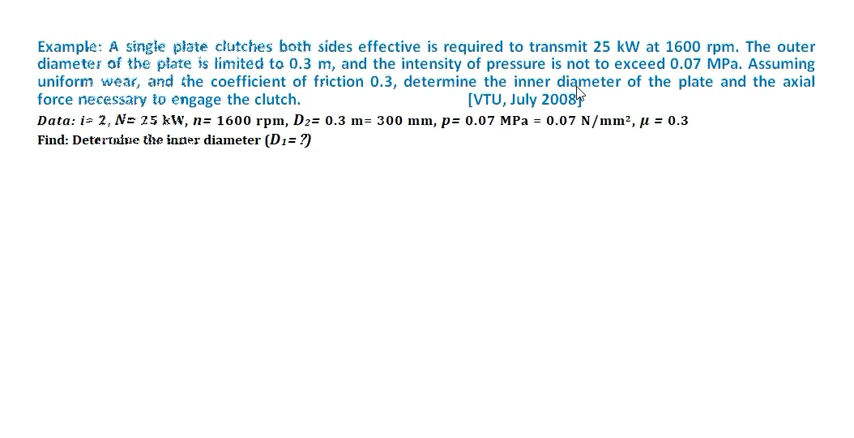 Example: A single plate clutches both sides effective is required to transmit 25 kW at 1600 rpm. The outer
diameter of the plate is limited to 0.3 m, and the intensity of pressure is not to exceed 0.07 MPa. Assuming
uniform wear, and the coefficient of friction 0.3, determine the inner diameter of the plate and the axial
force necessary to engage the clutch. [VTU, July 2008]
Data: i= 2, N= 25 kW, n= 1600 rpm, D₂= 0.3 m= 300 mm, p= 0.07 MPa = 0.07 N/mm², μ = 0.3
Find: Determine the inner diameter (D₁= ?)